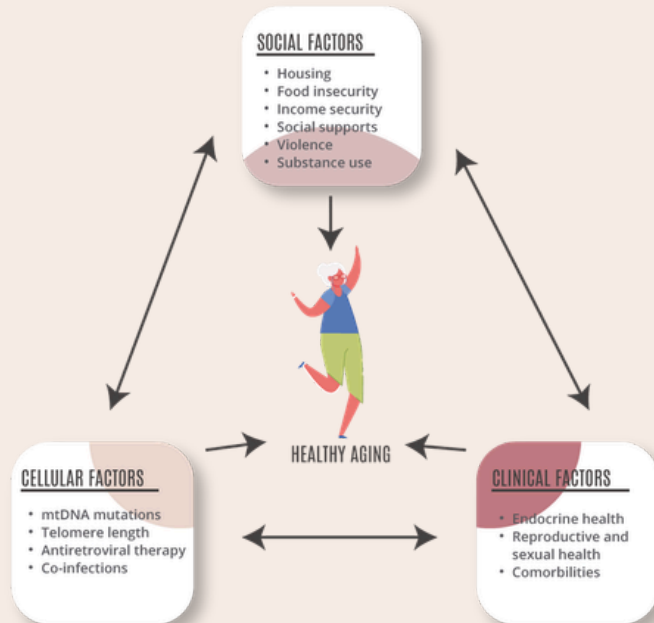 SOCIAL FACTORS
• Housing
• Food insecurity
• Income security
• Social supports
• Violence
• Substance use
HEALTHY AGING
CELLULAR FACTORS
• mtDNA mutations
• Telomere length
• Antiretroviral therapy
• Co-infections
CLINICAL FACTORS
• Endocrine health
• Reproductive and
sexual health
• Comorbilities